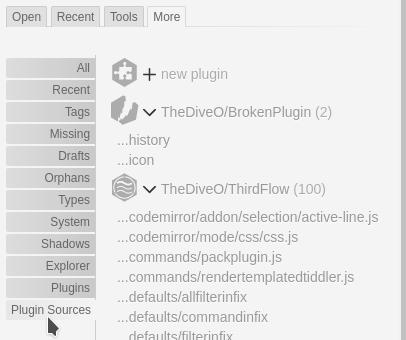 Open Recent Tools More
All
Recent
Tags
Missing
Drafts
Orphans
Types
System
Shadows
Explorer
Plugins
Plugin Sources
new plugin
TheDiveO/BrokenPlugin (2)
...history
...icon
TheDiveO/ThirdFlow (100)
...codemirror/addon/selection/active-line.js
...codemirror/mode/css/css.js
...commands/packplugin.js
...commands/rendertemplatedtiddler.js
...defaults/allfilterinfix
...defaults/commandinfix
...defaults/filterinfix